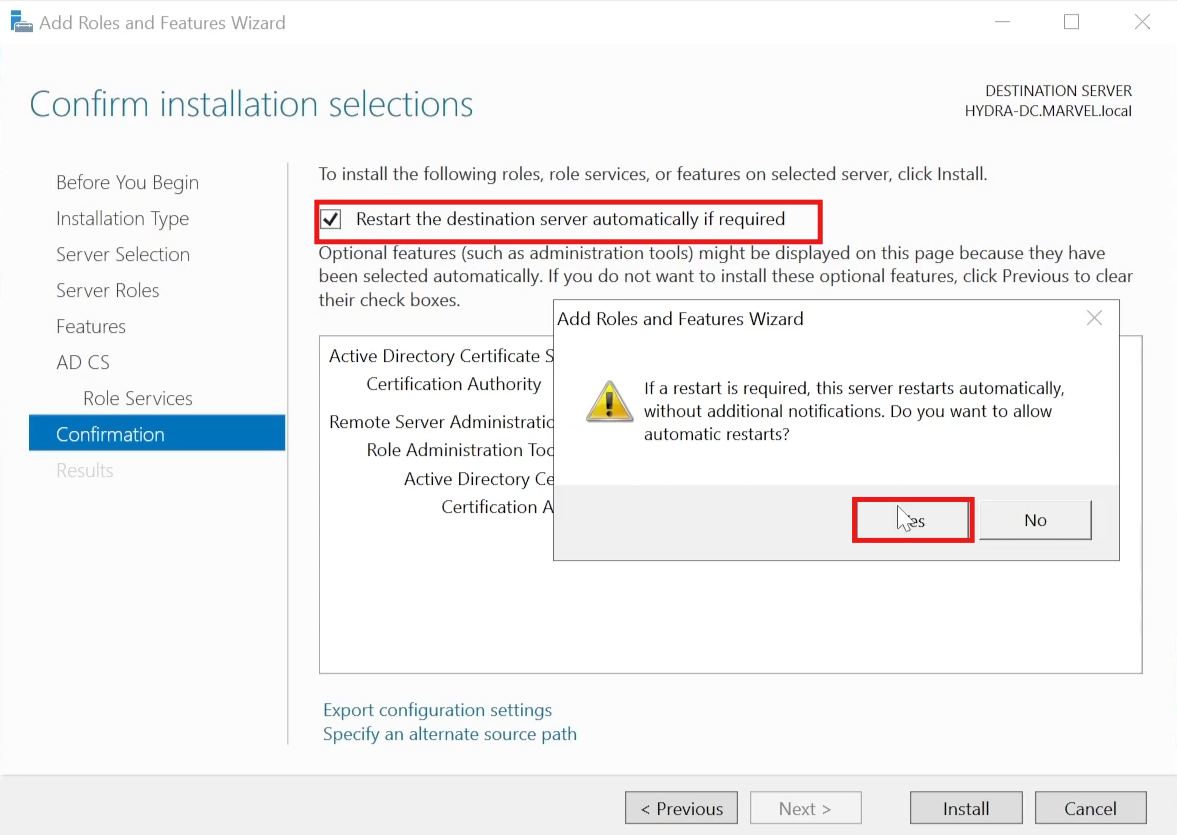 Add Roles and Features Wizard
Confirm installation selections
DESTINATION SERVER
HYDRA-DC.MARVEL.local
Before You Begin
Installation Type
Server Selection
Server Roles
Features
AD CS
Role Services
Confirmation
Results
To install the following roles, role services, or features on selected server, click Install.
Restart the destination server automatically if required
Optional features (such as administration tools) might be displayed on this page because they have
been selected automatically. If you do not want to install these optional features, click Previous to clear
their check boxes.
Active Directory Certificate S
Certification Authority
Remote Server Administratio
Role Administration Too
Active Directory Ce
Certification A
Add Roles and Features Wizard
If a restart is required, this server restarts automatically,
without additional notifications. Do you want to allow
automatic restarts?
Yes
No
Export configuration settings
Specify an alternate source path
< Previous
Next >
Install
Cancel